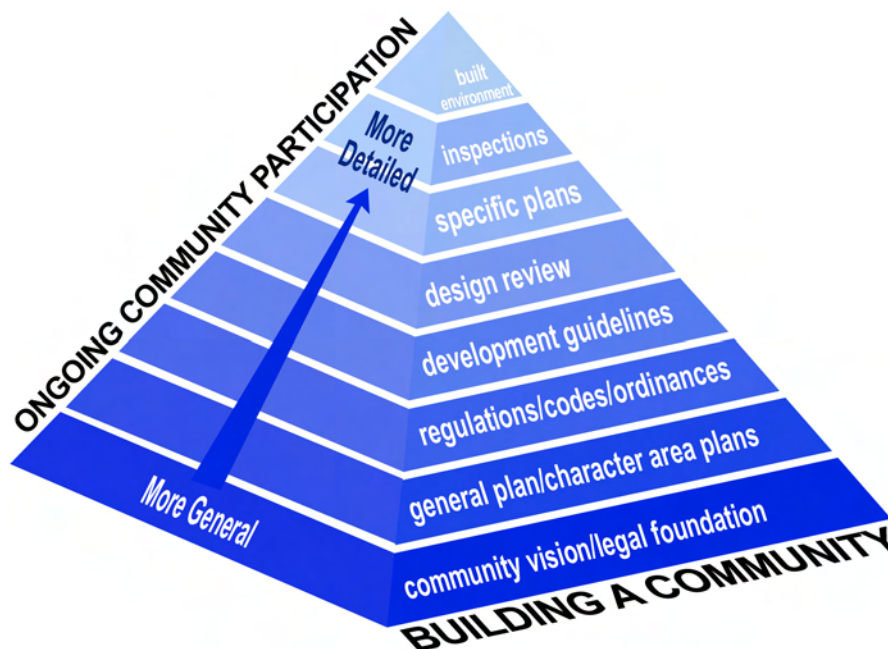 ONGOING COMMUNITY PARTICIPATION
built
environment
More
Detailed
inspections
specific plans
design review
development guidelines
regulations/codes/ordinances
general plan/character area plans
More General
community vision/legal foundation
BUILDING A COMMUNITY